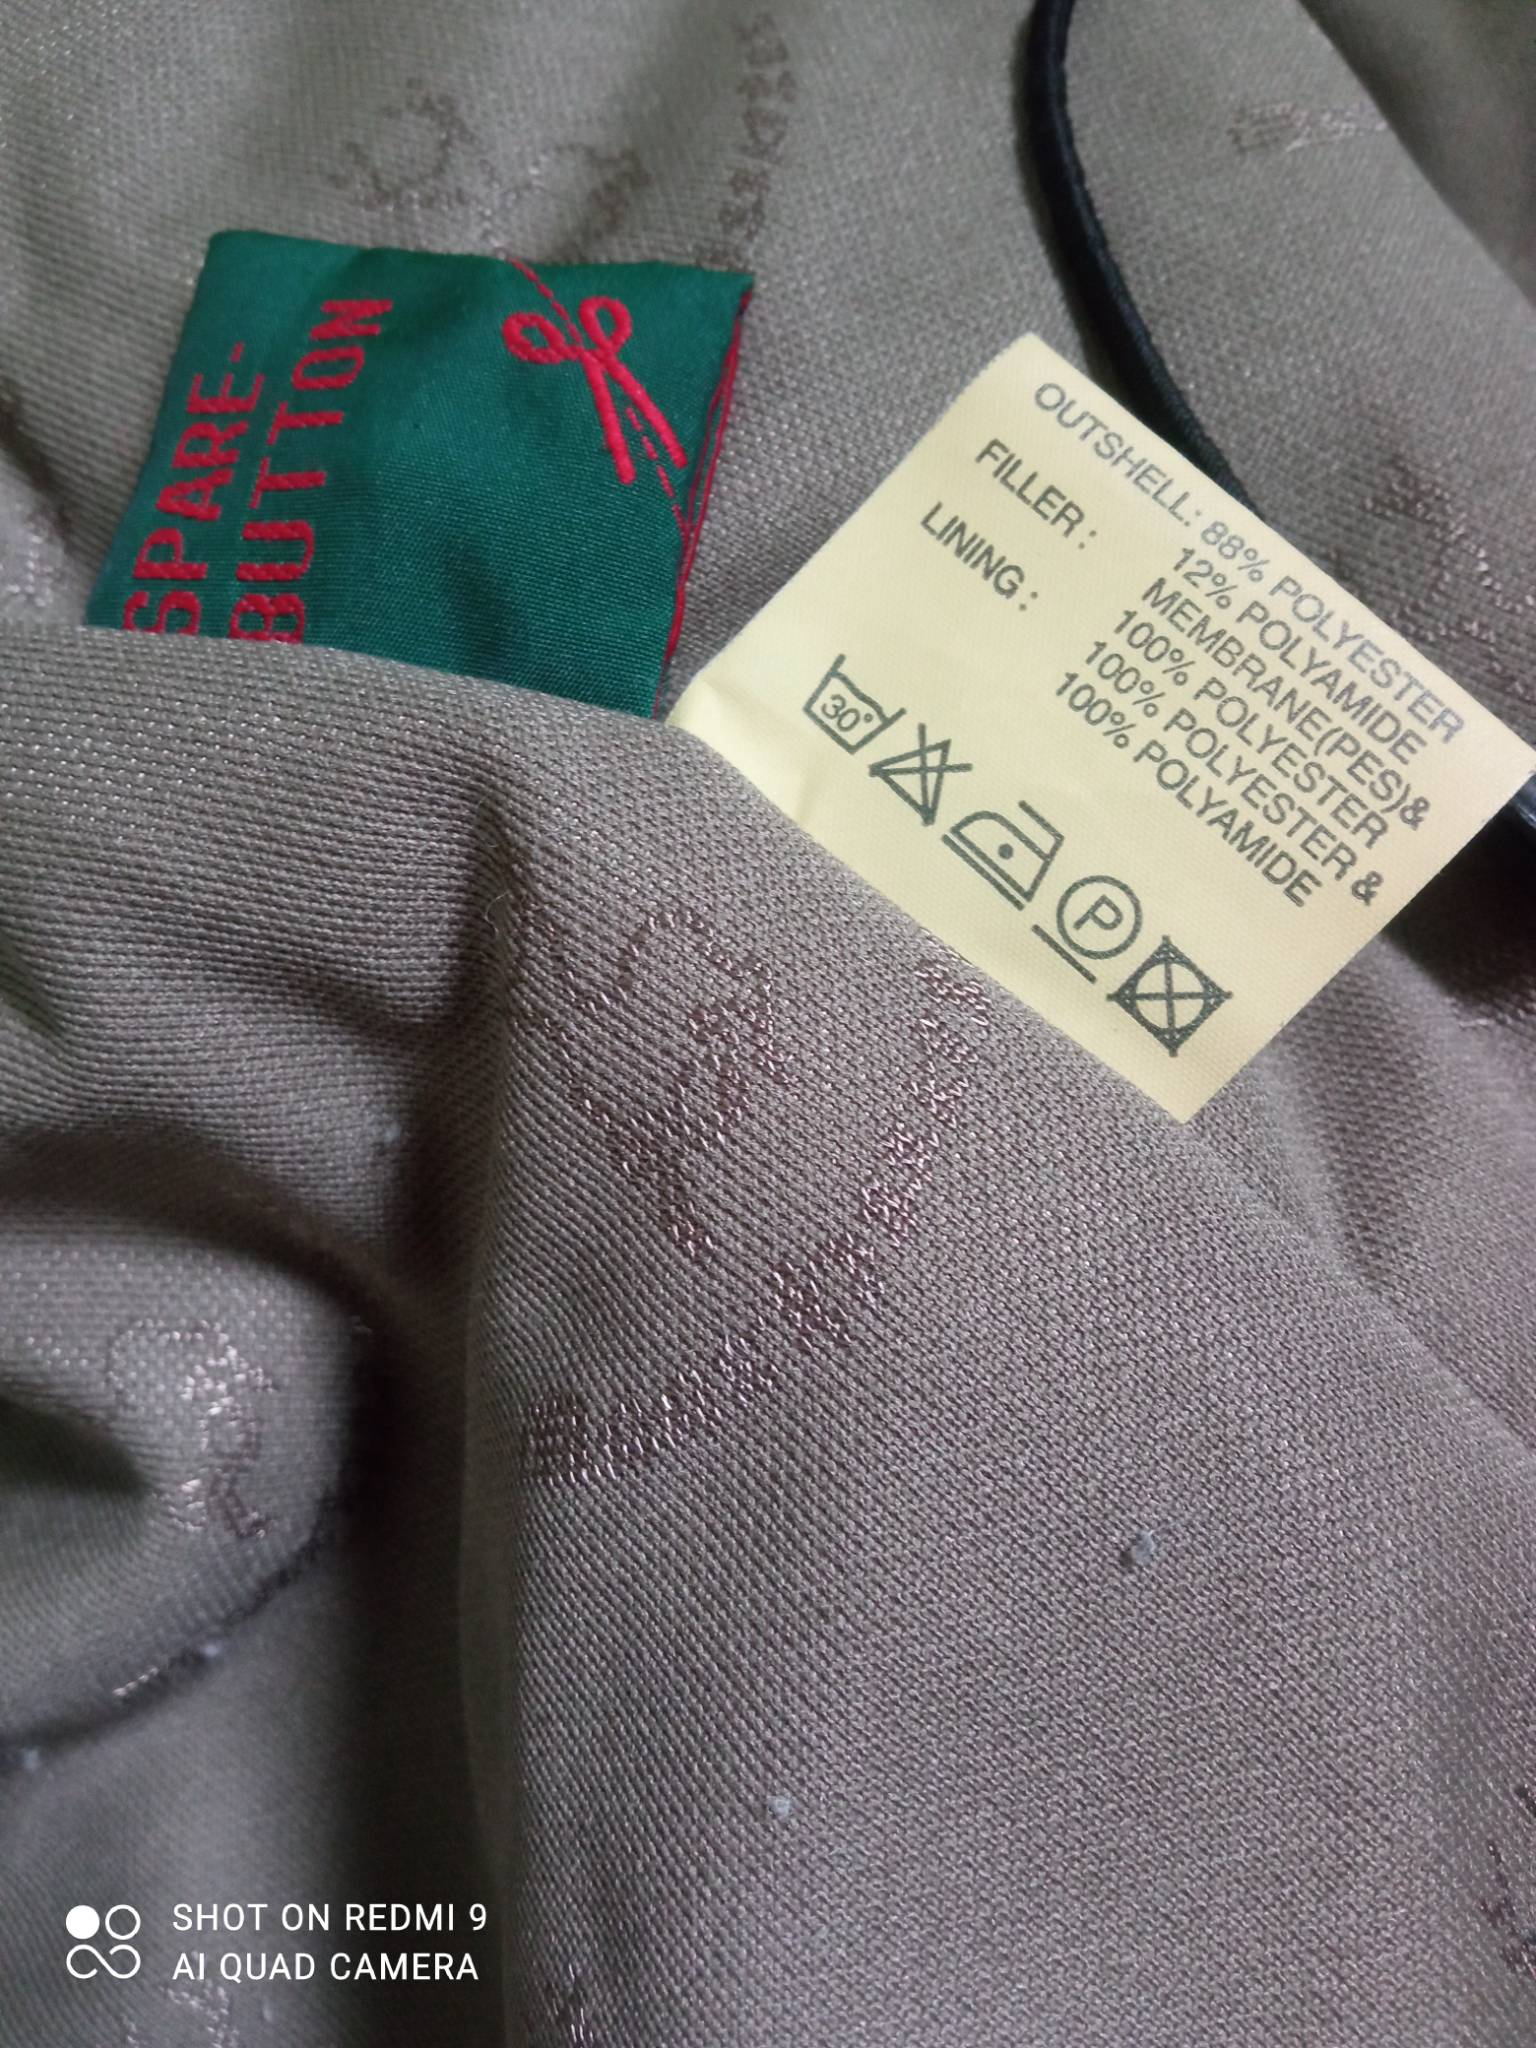 SPARE-
BUTTON
OUTSHELL: 88% POLYESTER
12% POLYAMIDE
FILLER : MEMBRANE(PES)&
100% POLYESTER
LINING : 100% POLYESTER &
100% POLYAMIDE
30°
P
SHOT ON REDMI 9
AI QUAD CAMERA